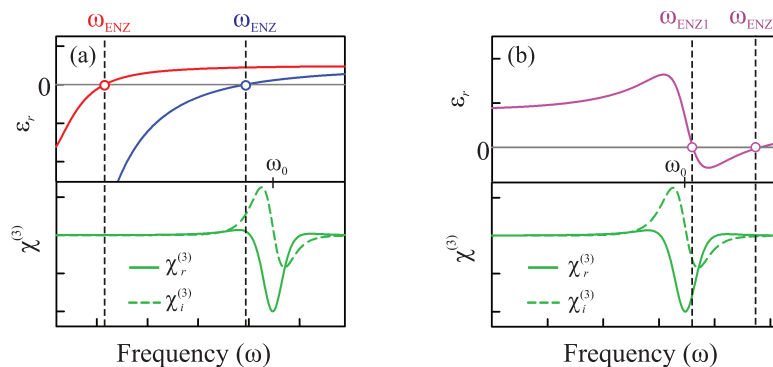 ω_ENZ ω_ENZ
(a)
0
ε_r
ω_0
χ^(3)
χ_r^(3)
χ_i^(3)
Frequency (ω)
ω_ENZ1 ω_ENZ
(b)
0
ε_r
ω_0
χ^(3)
χ_r^(3)
χ_i^(3)
Frequency (ω)